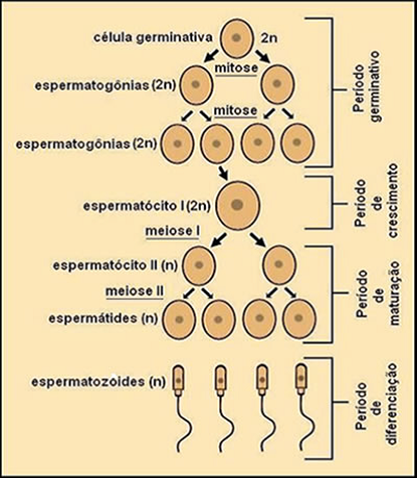 célula germinativa 2n
mitose
espermatogônias (2n)
mitose
espermatogônias (2n)
Período
germinativo
espermatócito I (2n)
Período
de
crescimento
meiose I
espermatócito II (n)
meiose II
espermátides (n)
Período
de
maturação
espermatozóides (n)
Período
de
diferenciação